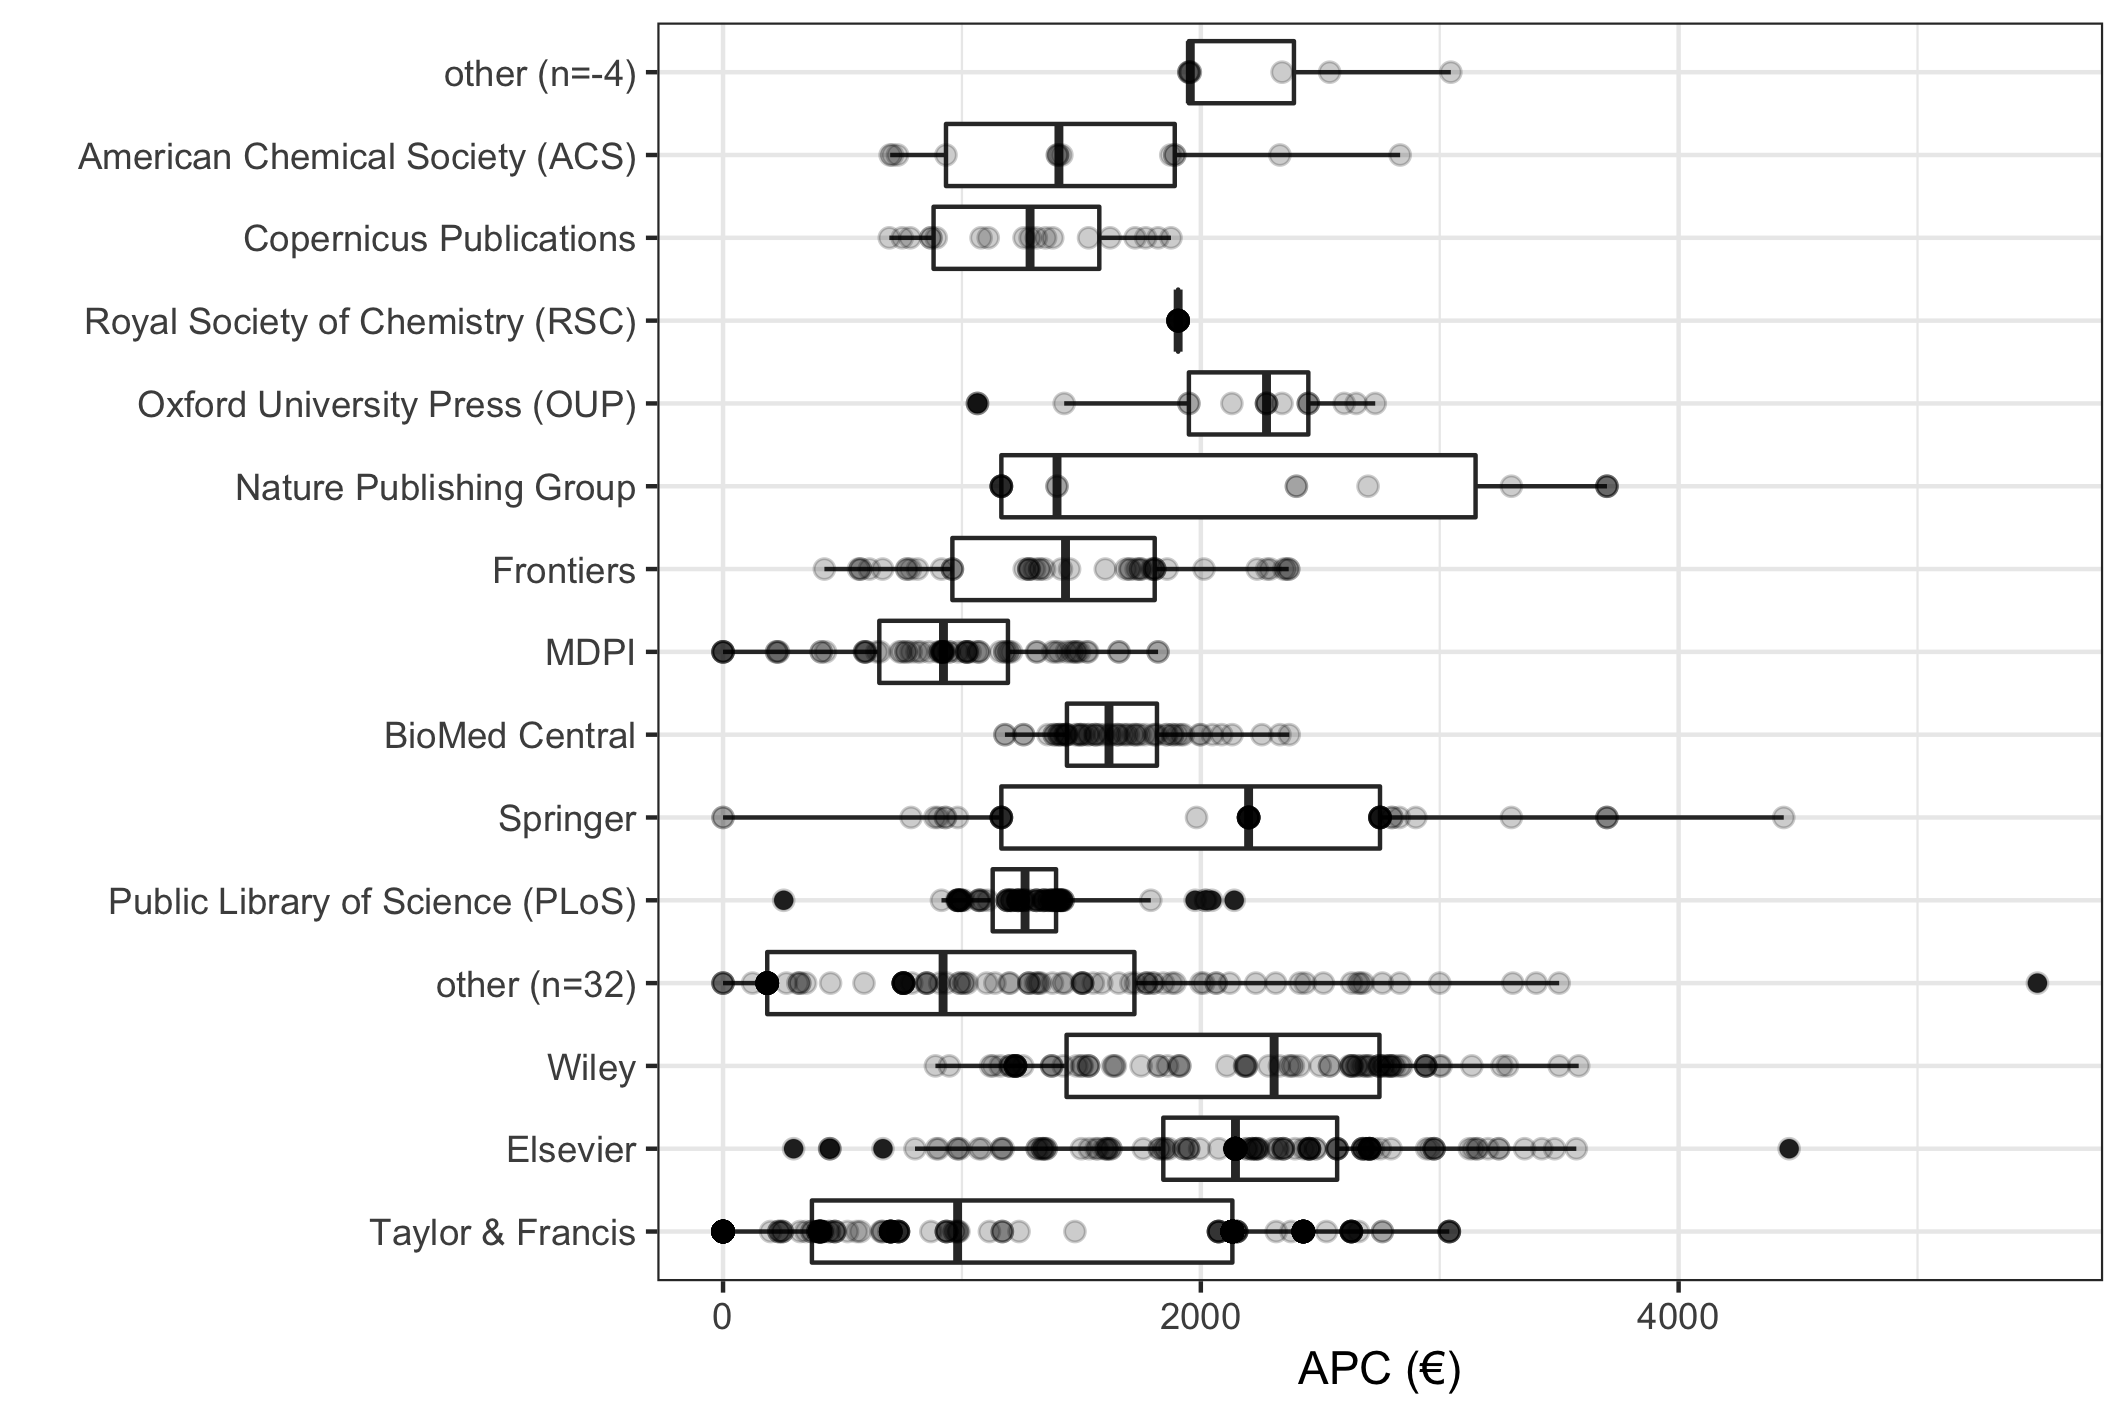 other (n=-4)
American Chemical Society (ACS)
Copernicus Publications
Royal Society of Chemistry (RSC)
Oxford University Press (OUP)
Nature Publishing Group
Frontiers
MDPI
BioMed Central
Springer
Public Library of Science (PLoS)
other (n=32)
Wiley
Elsevier
Taylor & Francis
0 2000 4000
APC (€)